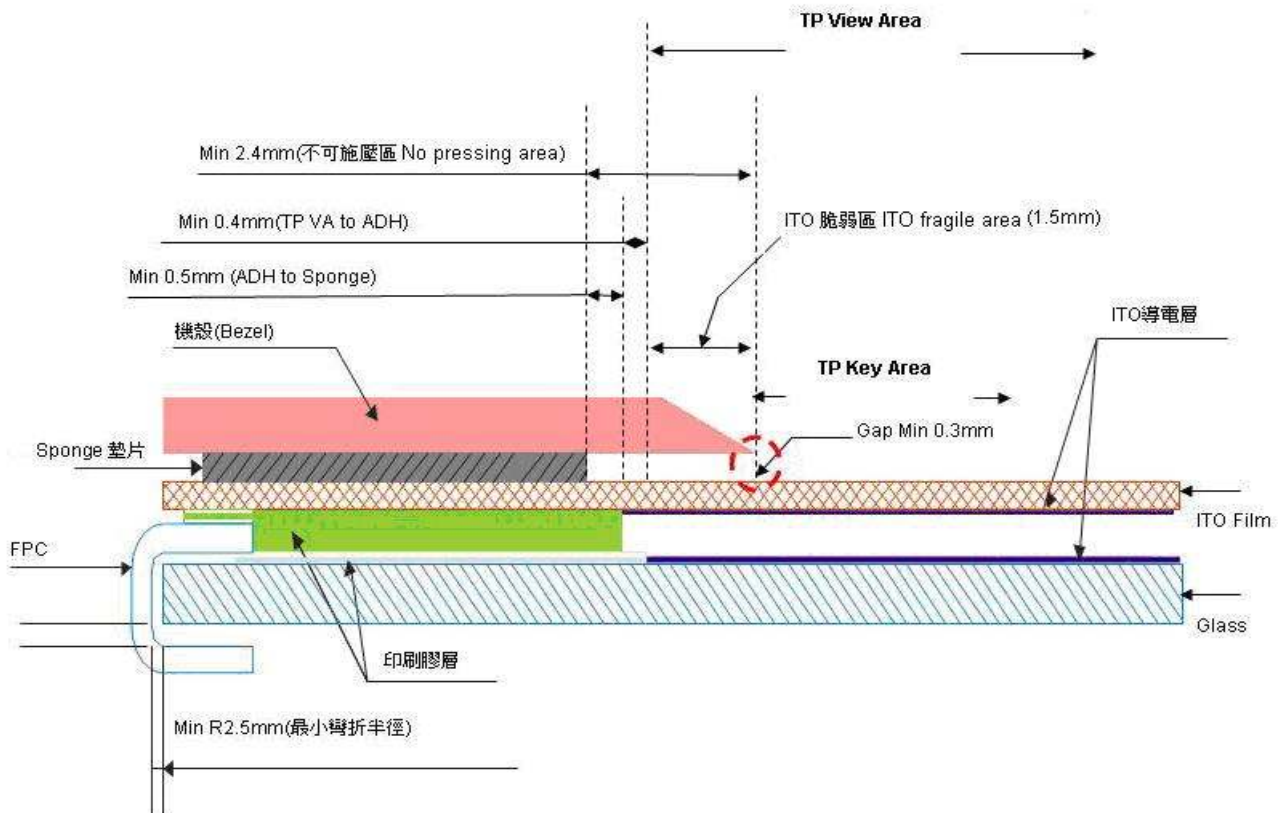 TP View Area
Min 2.4mm(不可施壓區 No pressing area)
Min 0.4mm(TP VA to ADH)
ITO 脆弱區 ITO fragile area (1.5mm)
Min 0.5mm (ADH to Sponge)
ITO導電層
機殼(Bezel)
TP Key Area
Gap Min 0.3mm
Sponge 墊片
ITO Film
FPC
Glass
印刷膠層
Min R2.5mm(最小彎折半徑)